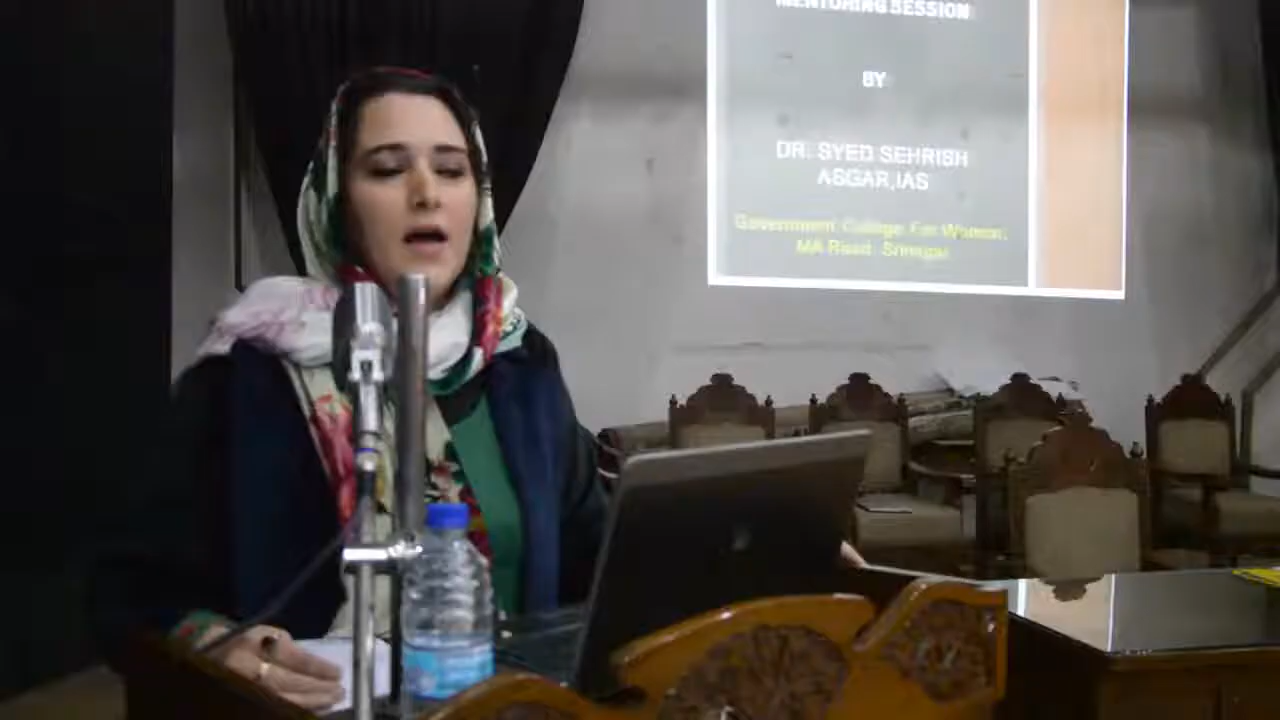 MENTORING SESSION
BY
DR. SYED SEHRISH
ASGAR,IAS
Government College For Women,
MA Road, Srinagar